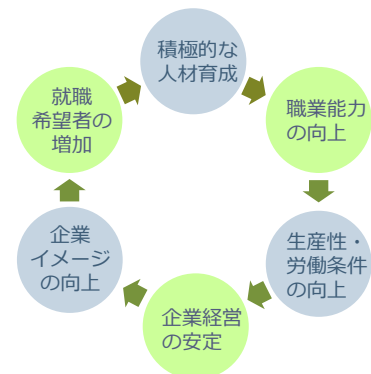 積極的な
人材育成
職業能力
の向上
生産性・
労働条件
の向上
企業経営
の安定
企業
イメージ
の向上
就職
希望者の
増加